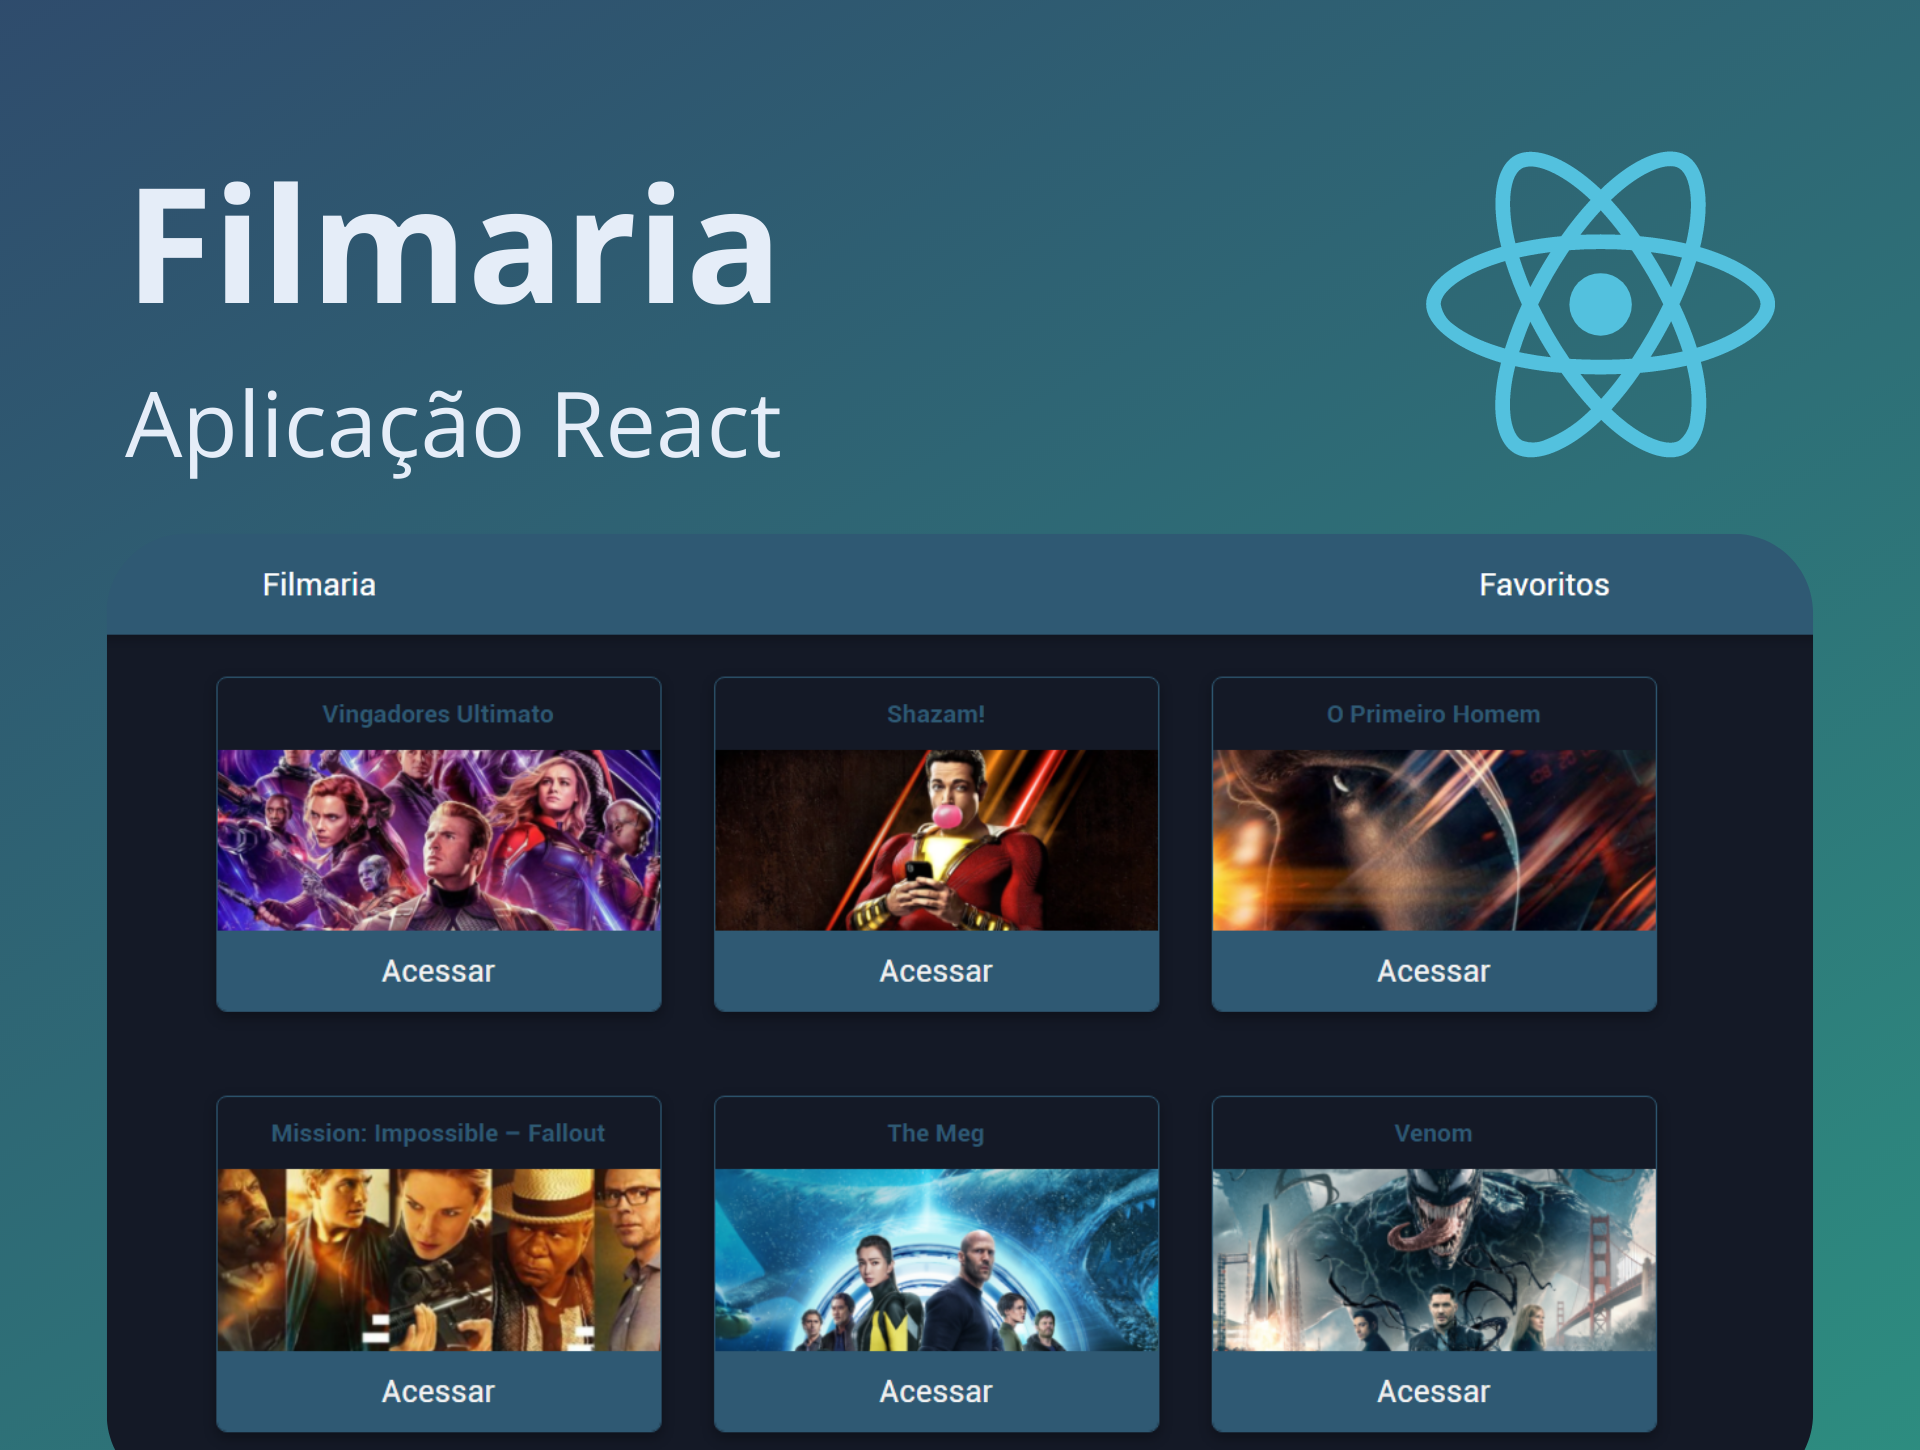 Filmaria
Aplicação React
Filmaria Favoritos
Vingadores Ultimato Shazam! O Primeiro Homem
Acessar Acessar Acessar
Mission: Impossible – Fallout The Meg Venom
Acessar Acessar Acessar